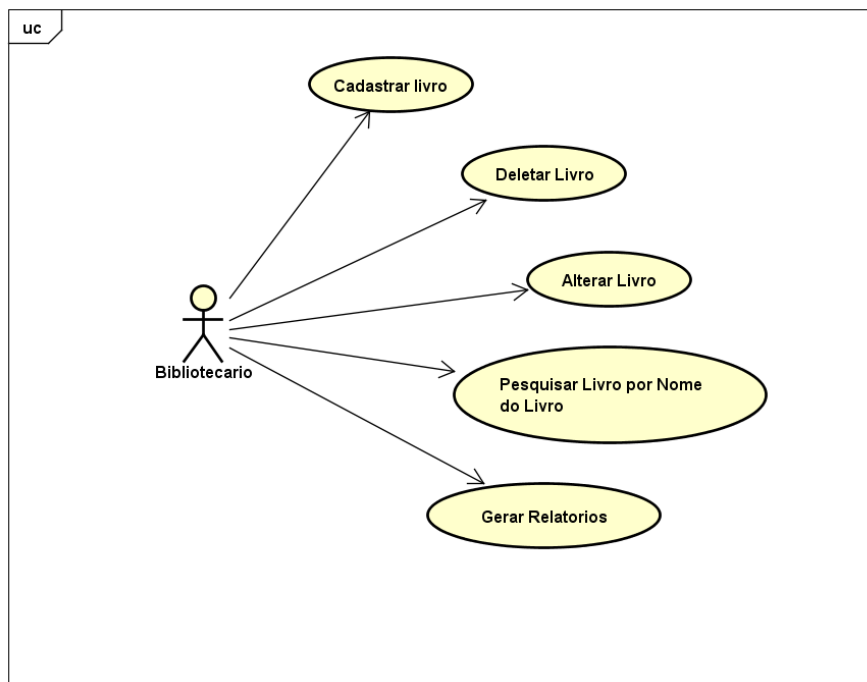 uc
Cadastrar livro
Deletar Livro
Alterar Livro
Bibliotecario
Pesquisar Livro por Nome
do Livro
Gerar Relatorios